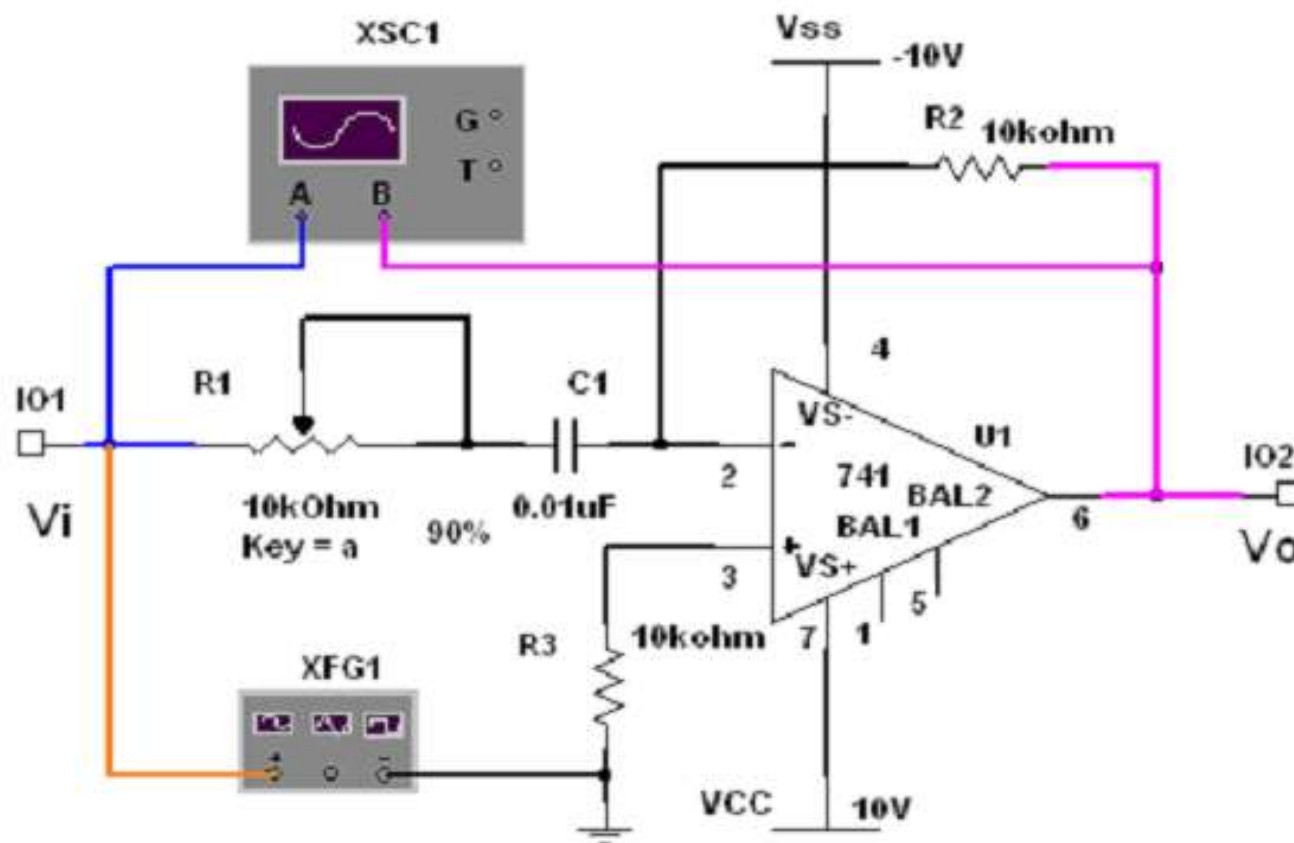 XSC1
G
T
A
B
Vss
-10V
R2
10kohm
4
IO1
R1
C1
VS-
U1
IO2
2
741
BAL2
6
Vi
10kOhm
Key = a
90%
0.01uF
-
+
BAL1
VS+
Vo
3
5
1
7
R3
10kohm
XFG1
+
-
VCC
10V